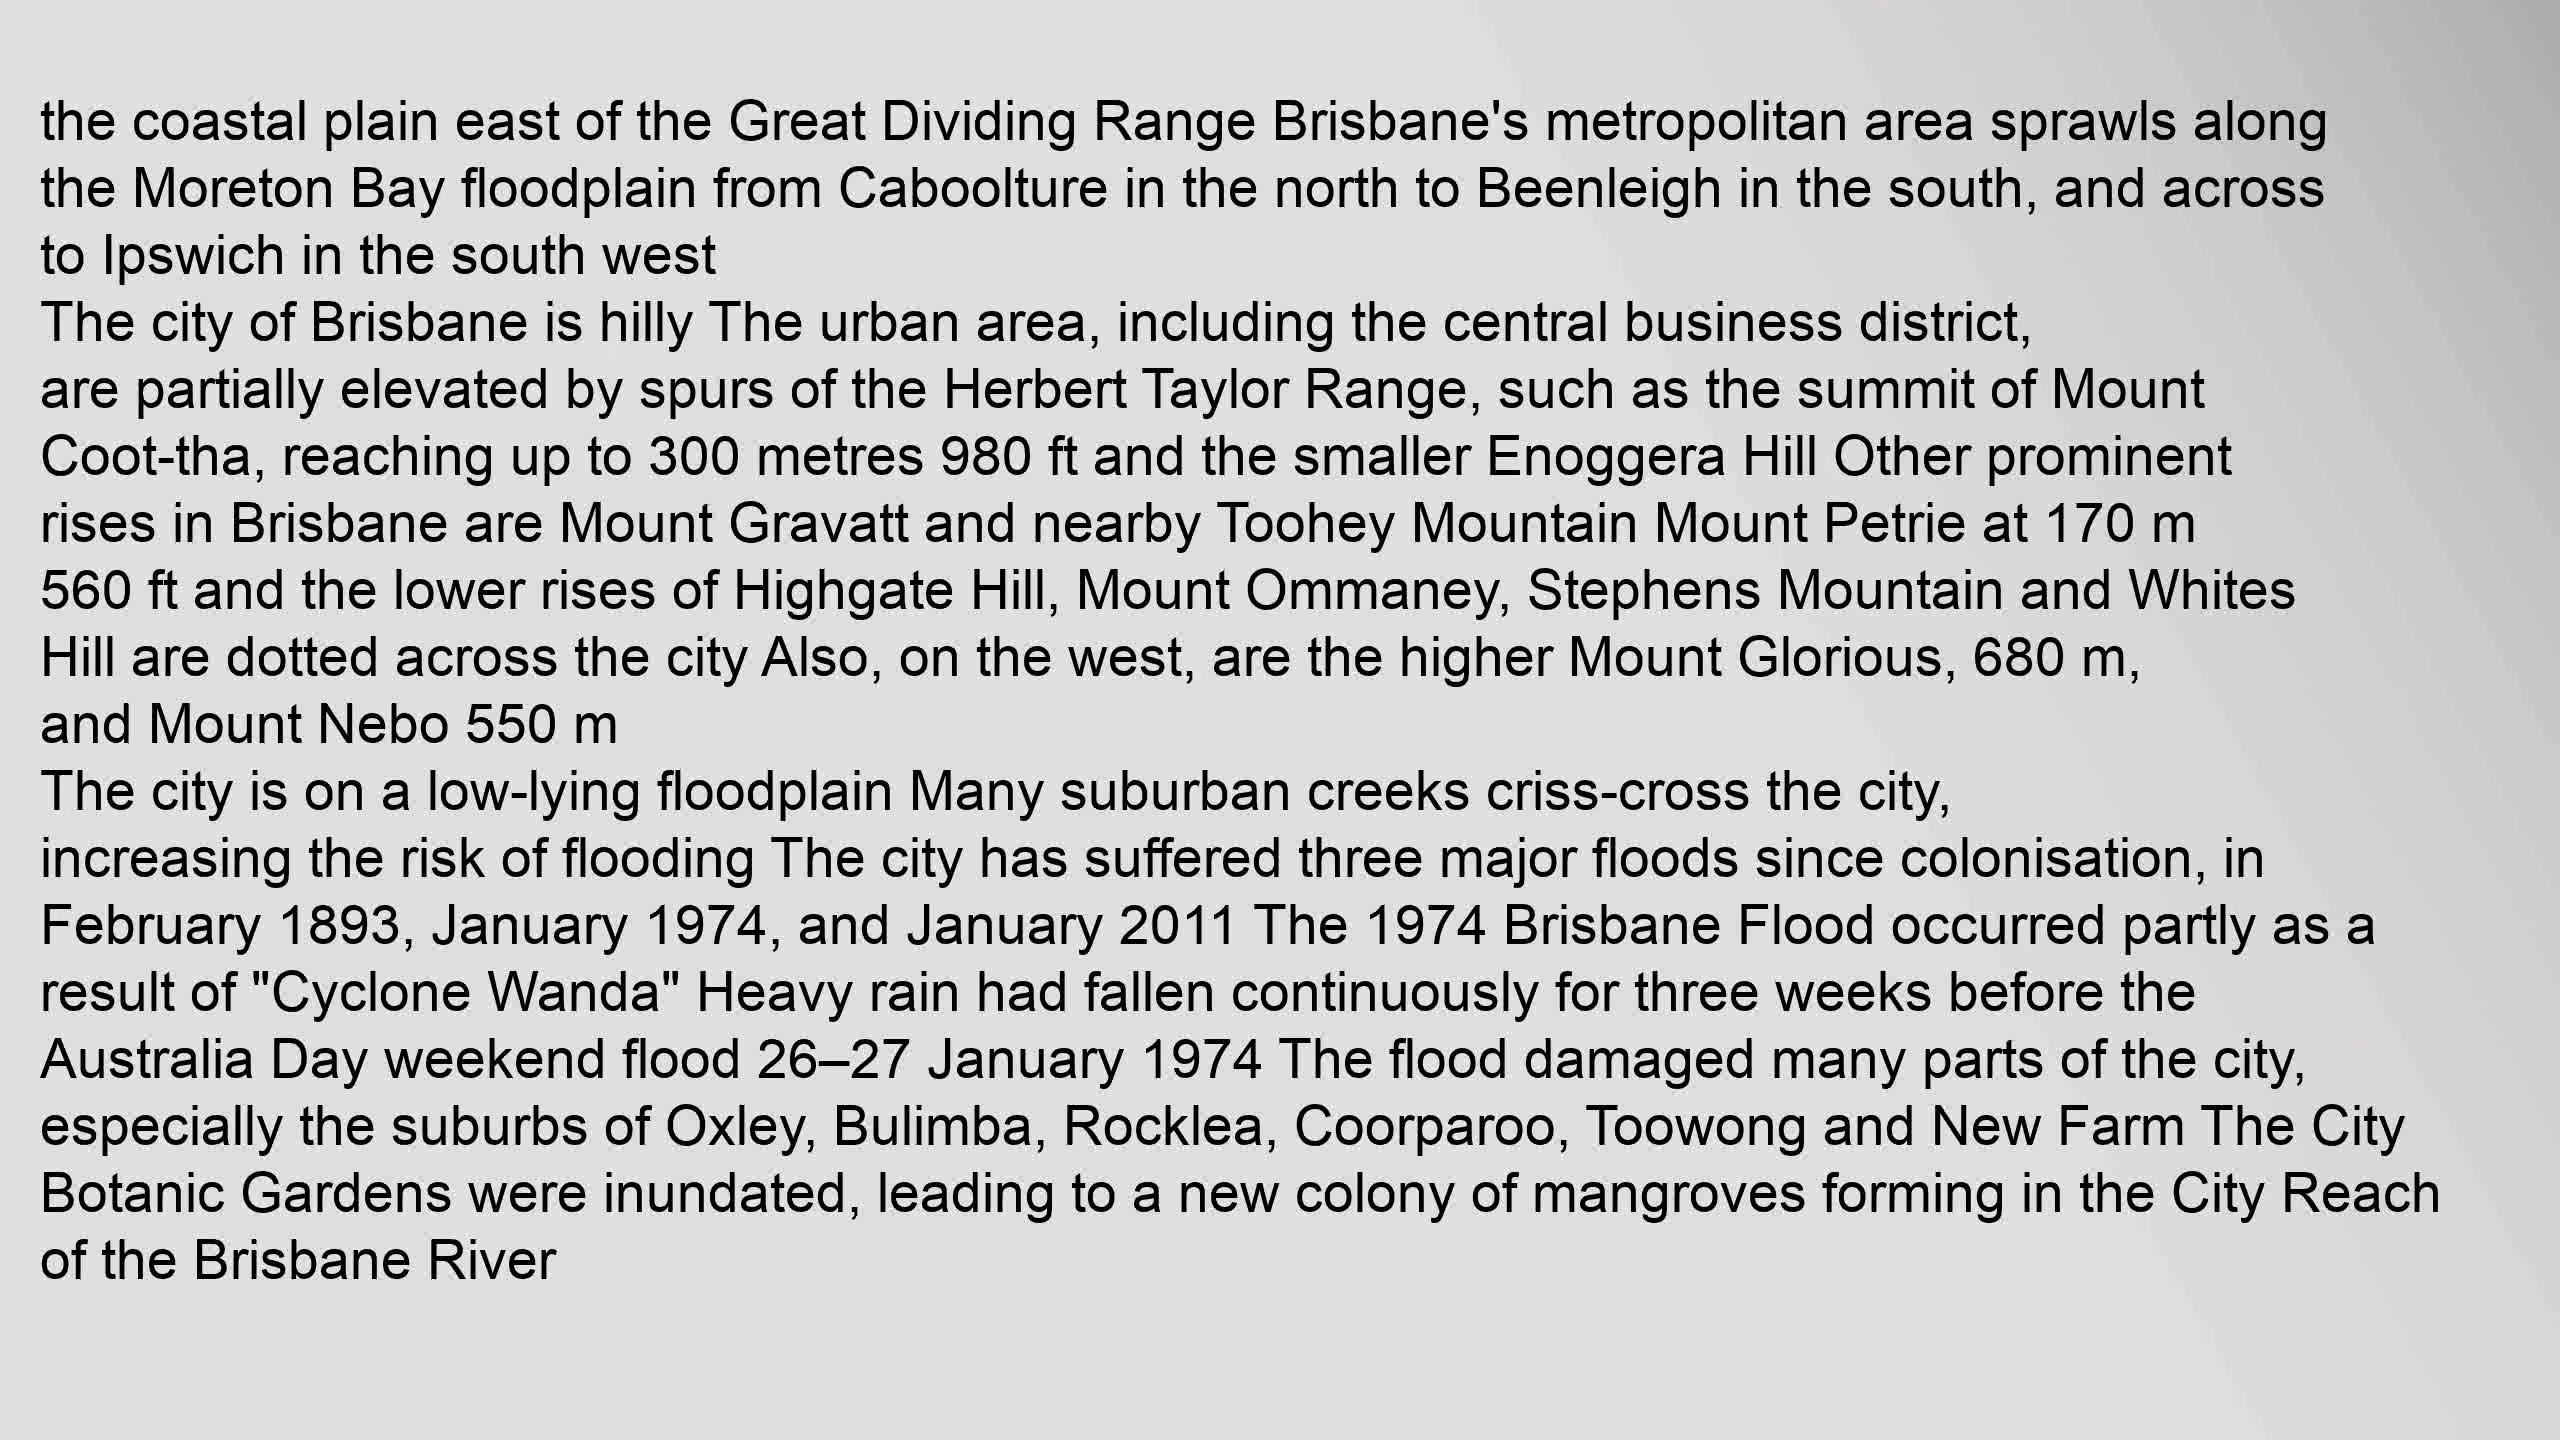 the coastal plain east of the Great Dividing Range Brisbane's metropolitan area sprawls along
the Moreton Bay floodplain from Caboolture in the north to Beenleigh in the south, and across
to Ipswich in the south west
The city of Brisbane is hilly The urban area, including the central business district,
are partially elevated by spurs of the Herbert Taylor Range, such as the summit of Mount
Coot-tha, reaching up to 300 metres 980 ft and the smaller Enoggera Hill Other prominent
rises in Brisbane are Mount Gravatt and nearby Toohey Mountain Mount Petrie at 170 m
560 ft and the lower rises of Highgate Hill, Mount Ommaney, Stephens Mountain and Whites
Hill are dotted across the city Also, on the west, are the higher Mount Glorious, 680 m,
and Mount Nebo 550 m
The city is on a low-lying floodplain Many suburban creeks criss-cross the city,
increasing the risk of flooding The city has suffered three major floods since colonisation, in
February 1893, January 1974, and January 2011 The 1974 Brisbane Flood occurred partly as a
result of "Cyclone Wanda" Heavy rain had fallen continuously for three weeks before the
Australia Day weekend flood 26–27 January 1974 The flood damaged many parts of the city,
especially the suburbs of Oxley, Bulimba, Rocklea, Coorparoo, Toowong and New Farm The City
Botanic Gardens were inundated, leading to a new colony of mangroves forming in the City Reach
of the Brisbane River